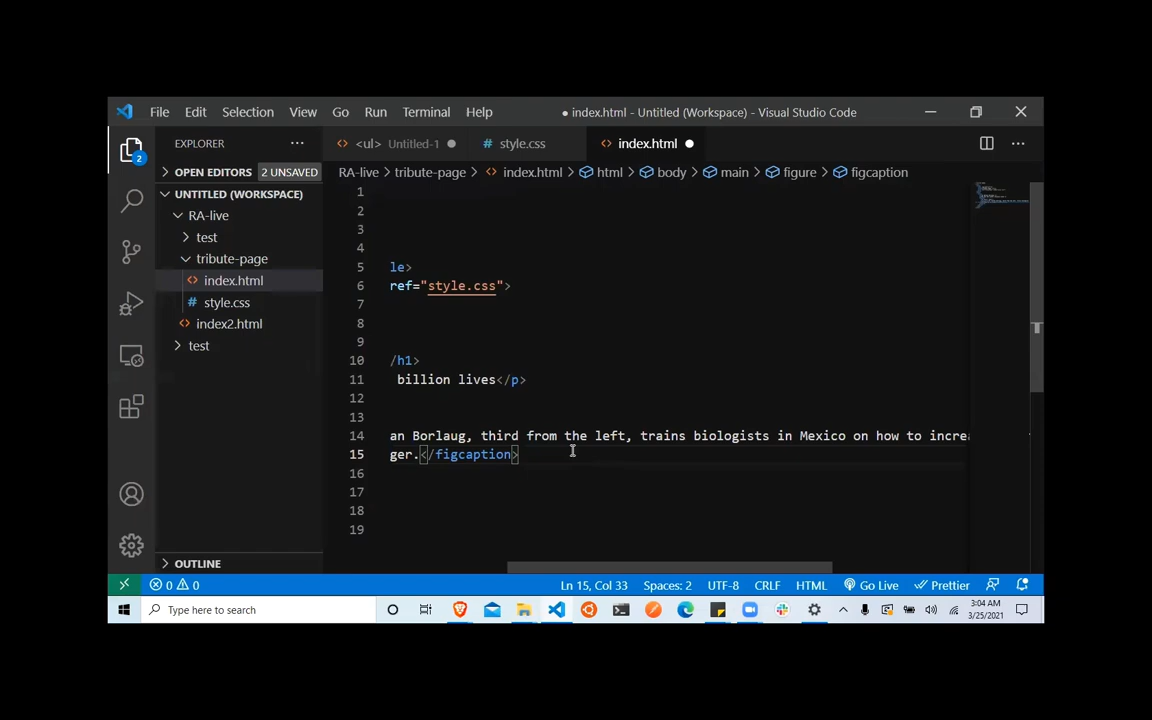 File Edit Selection View Go Run Terminal Help
● index.html - Untitled (Workspace) - Visual Studio Code
EXPLORER
<ul> Untitled-1
style.css
index.html
2
OPEN EDITORS 2 UNSAVED
RA-live > tribute-page > index.html > html > body > main > figure > figcaption
UNTITLED (WORKSPACE)
RA-live
test
tribute-page
index.html
style.css
index2.html
test
OUTLINE
1
2
3
4
5 le>
6 ref="style.css">
7
8
9
10 /h1>
11 billion lives</p>
12
13
14 an Borlaug, third from the left, trains biologists in Mexico on how to increa
15 ger.</figcaption>
16
17
18
19
0 0
Ln 15, Col 33 Spaces: 2 UTF-8 CRLF HTML Go Live Prettier
Type here to search
3:04 AM
3/25/2021